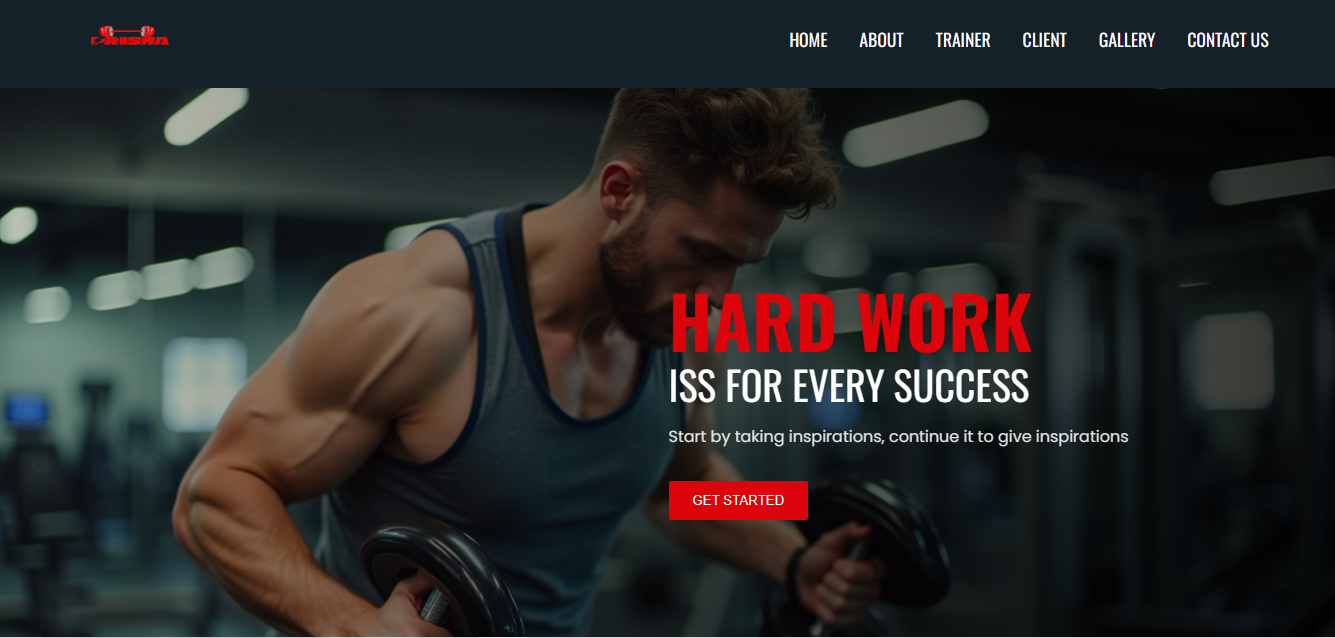 HOME ABOUT TRAINER CLIENT GALLERY CONTACT US
HARD WORK
ISS FOR EVERY SUCCESS
Start by taking inspirations, continue it to give inspirations
GET STARTED